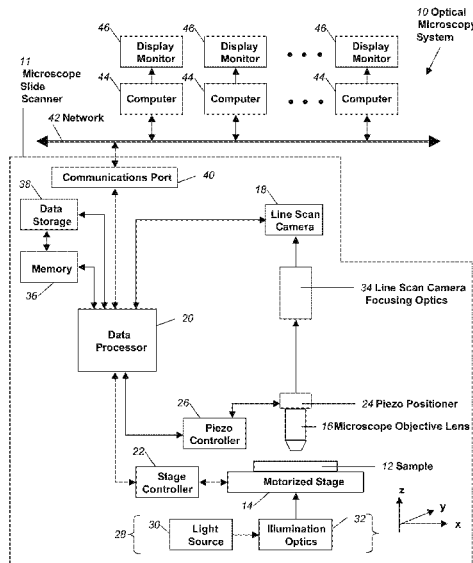 46 Display Monitor
46 Display Monitor
46 Display Monitor
10 Optical Microscopy System
11 Microscope Slide Scanner
44 Computer
44 Computer
44 Computer
42 Network
Communications Port
40
38
Data Storage
18
Line Scan Camera
Memory
36
34 Line Scan Camera Focusing Optics
20
Data Processor
26
Piezo Controller
24 Piezo Positioner
16 Microscope Objective Lens
22
Stage Controller
12 Sample
Motorized Stage
14
z
y
x
28
30
Light Source
Illumination Optics
32